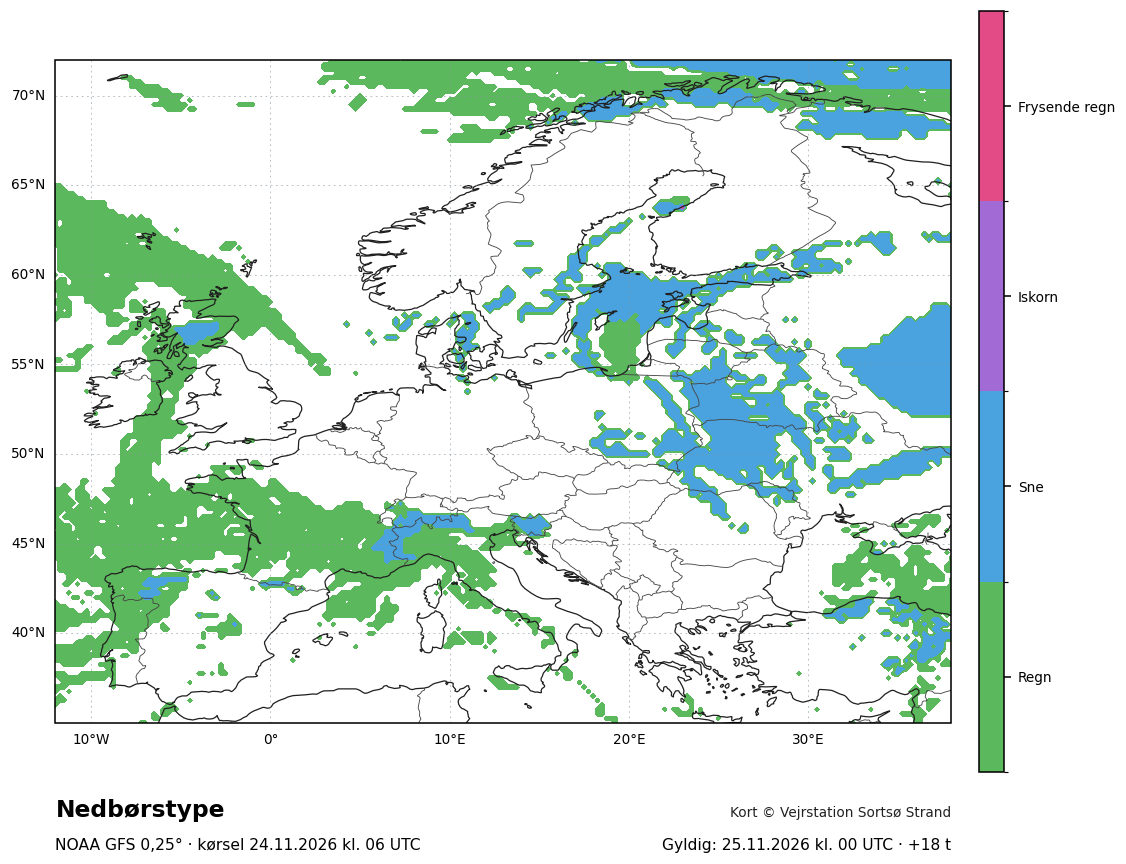 70°N
65°N
60°N
55°N
50°N
45°N
40°N
10°W
0°
10°E
20°E
30°E
Frysende regn
Iskorn
Sne
Regn
Nedbørstype
Kort © Vejrstation Sortsø Strand
NOAA GFS 0,25° · kørsel 24.11.2026 kl. 06 UTC
Gyldig: 25.11.2026 kl. 00 UTC · +18 t